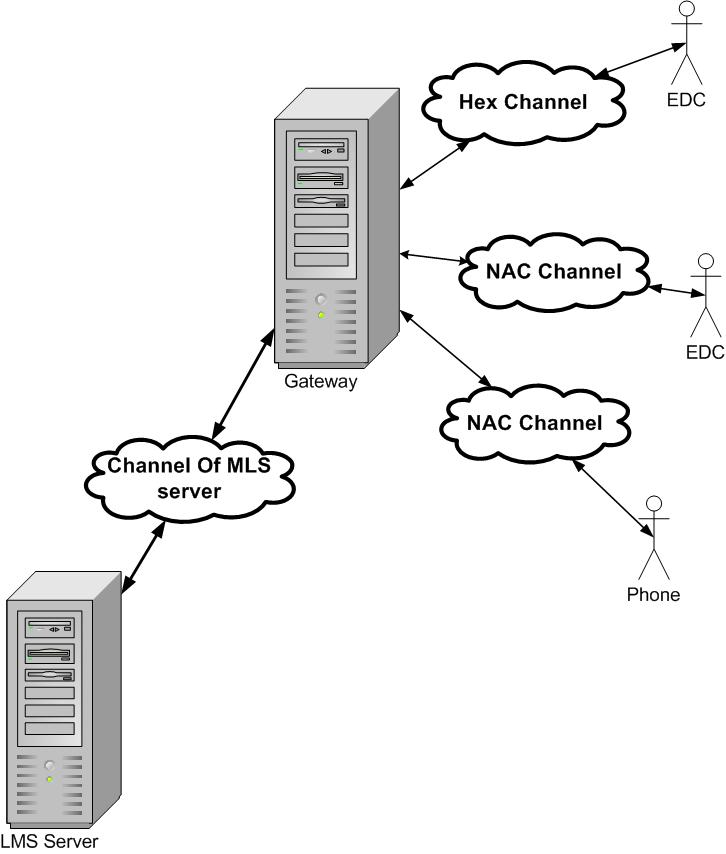 EDC
Hex Channel
NAC Channel
EDC
Gateway
NAC Channel
Channel Of MLS
server
Phone
LMS Server